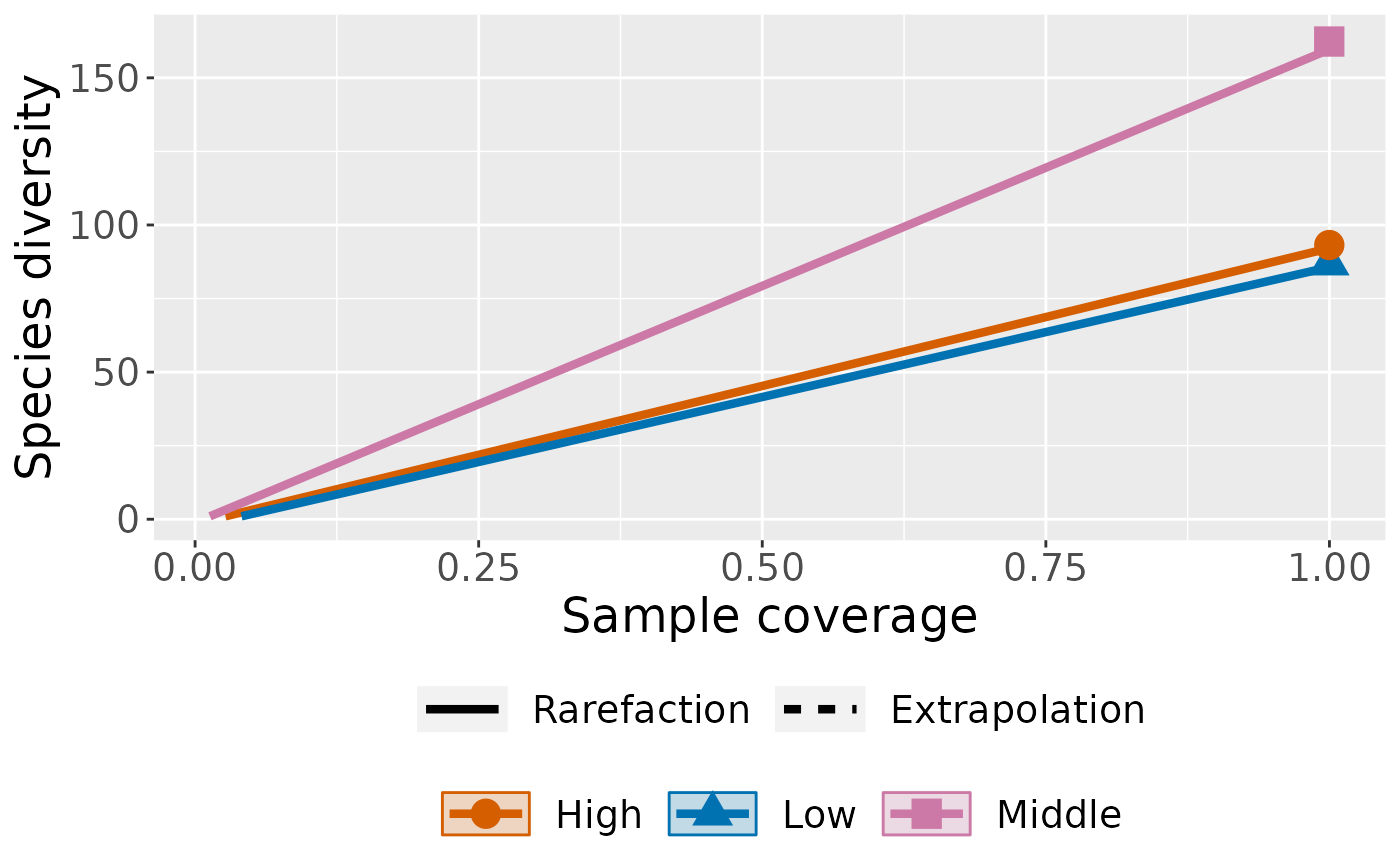 Species diversity
150
100
50
0
0.00 0.25 0.50 0.75 1.00
Sample coverage
Rarefaction Extrapolation
High Low Middle